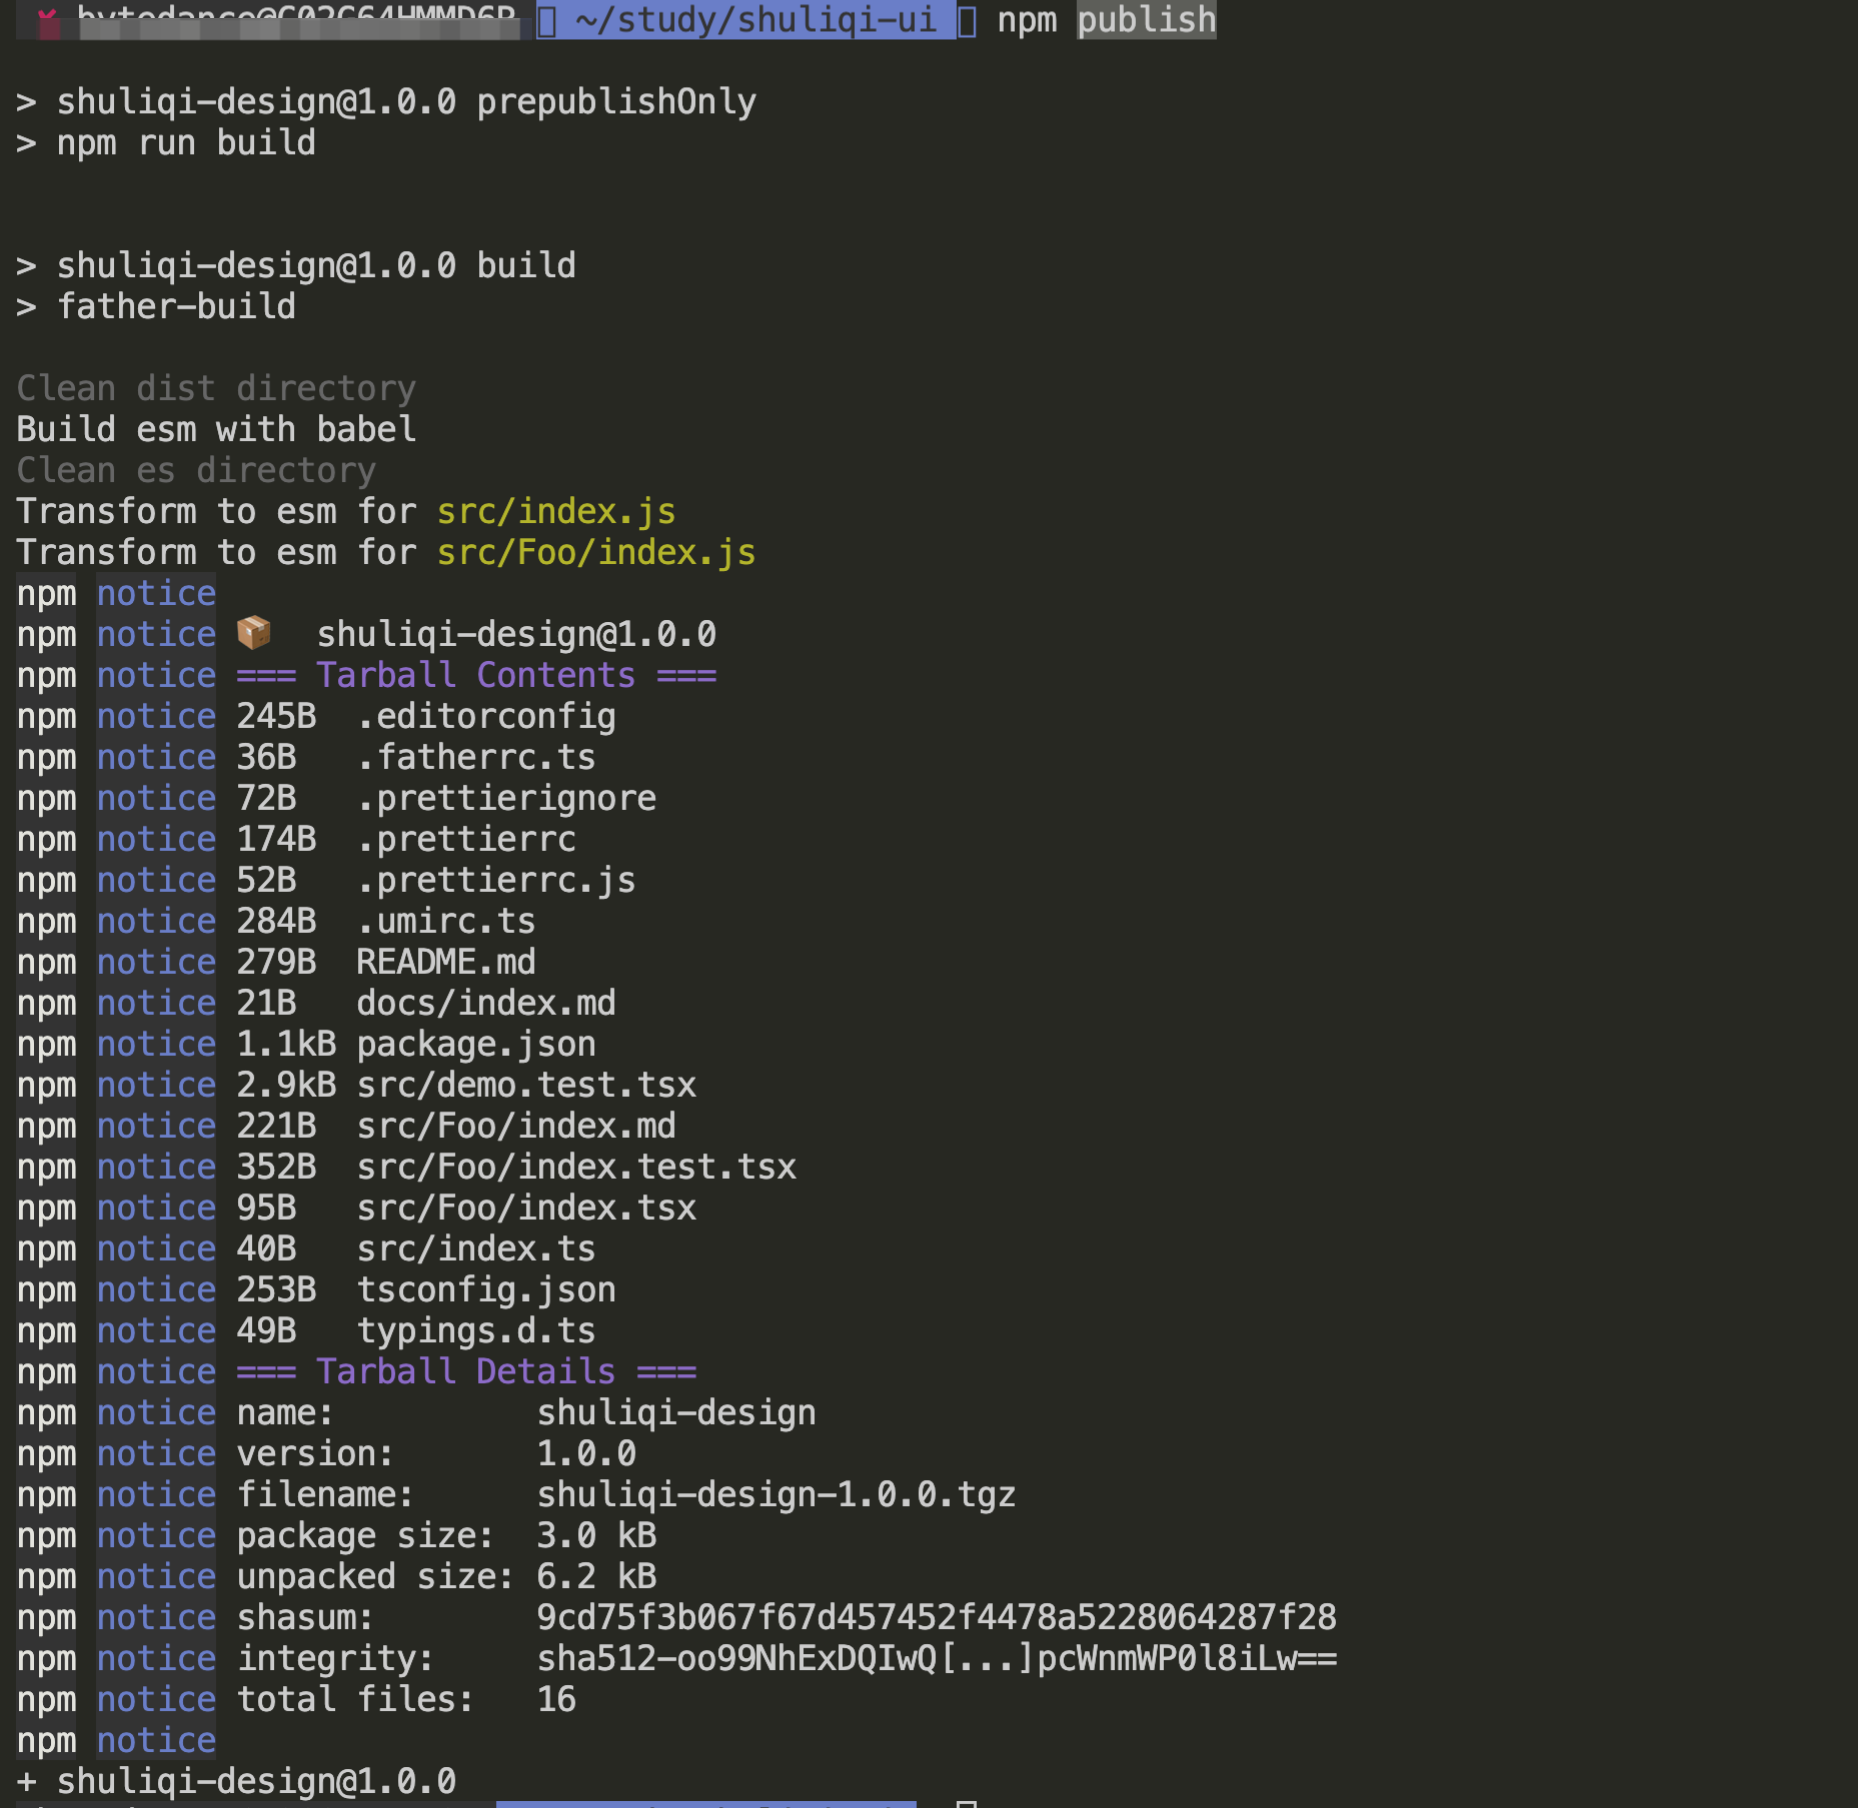 ~/study/shuliqi-ui npm publish
> shuliqi-design@1.0.0 prepublishOnly
> npm run build
> shuliqi-design@1.0.0 build
> father-build
Clean dist directory
Build esm with babel
Clean es directory
Transform to esm for src/index.js
Transform to esm for src/Foo/index.js
npm notice
npm notice 📦 shuliqi-design@1.0.0
npm notice === Tarball Contents ===
npm notice 245B .editorconfig
npm notice 36B .fatherrc.ts
npm notice 72B .prettierignore
npm notice 174B .prettierrc
npm notice 52B .prettierrc.js
npm notice 284B .umirc.ts
npm notice 279B README.md
npm notice 21B docs/index.md
npm notice 1.1kB package.json
npm notice 2.9kB src/demo.test.tsx
npm notice 221B src/Foo/index.md
npm notice 352B src/Foo/index.test.tsx
npm notice 95B src/Foo/index.tsx
npm notice 40B src/index.ts
npm notice 253B tsconfig.json
npm notice 49B typings.d.ts
npm notice === Tarball Details ===
npm notice name: shuliqi-design
npm notice version: 1.0.0
npm notice filename: shuliqi-design-1.0.0.tgz
npm notice package size: 3.0 kB
npm notice unpacked size: 6.2 kB
npm notice shasum: 9cd75f3b067f67d457452f4478a5228064287f28
npm notice integrity: sha512-oo99NhExDQIwQ[...]pcWnmWP0l8iLw==
npm notice total files: 16
npm notice
+ shuliqi-design@1.0.0